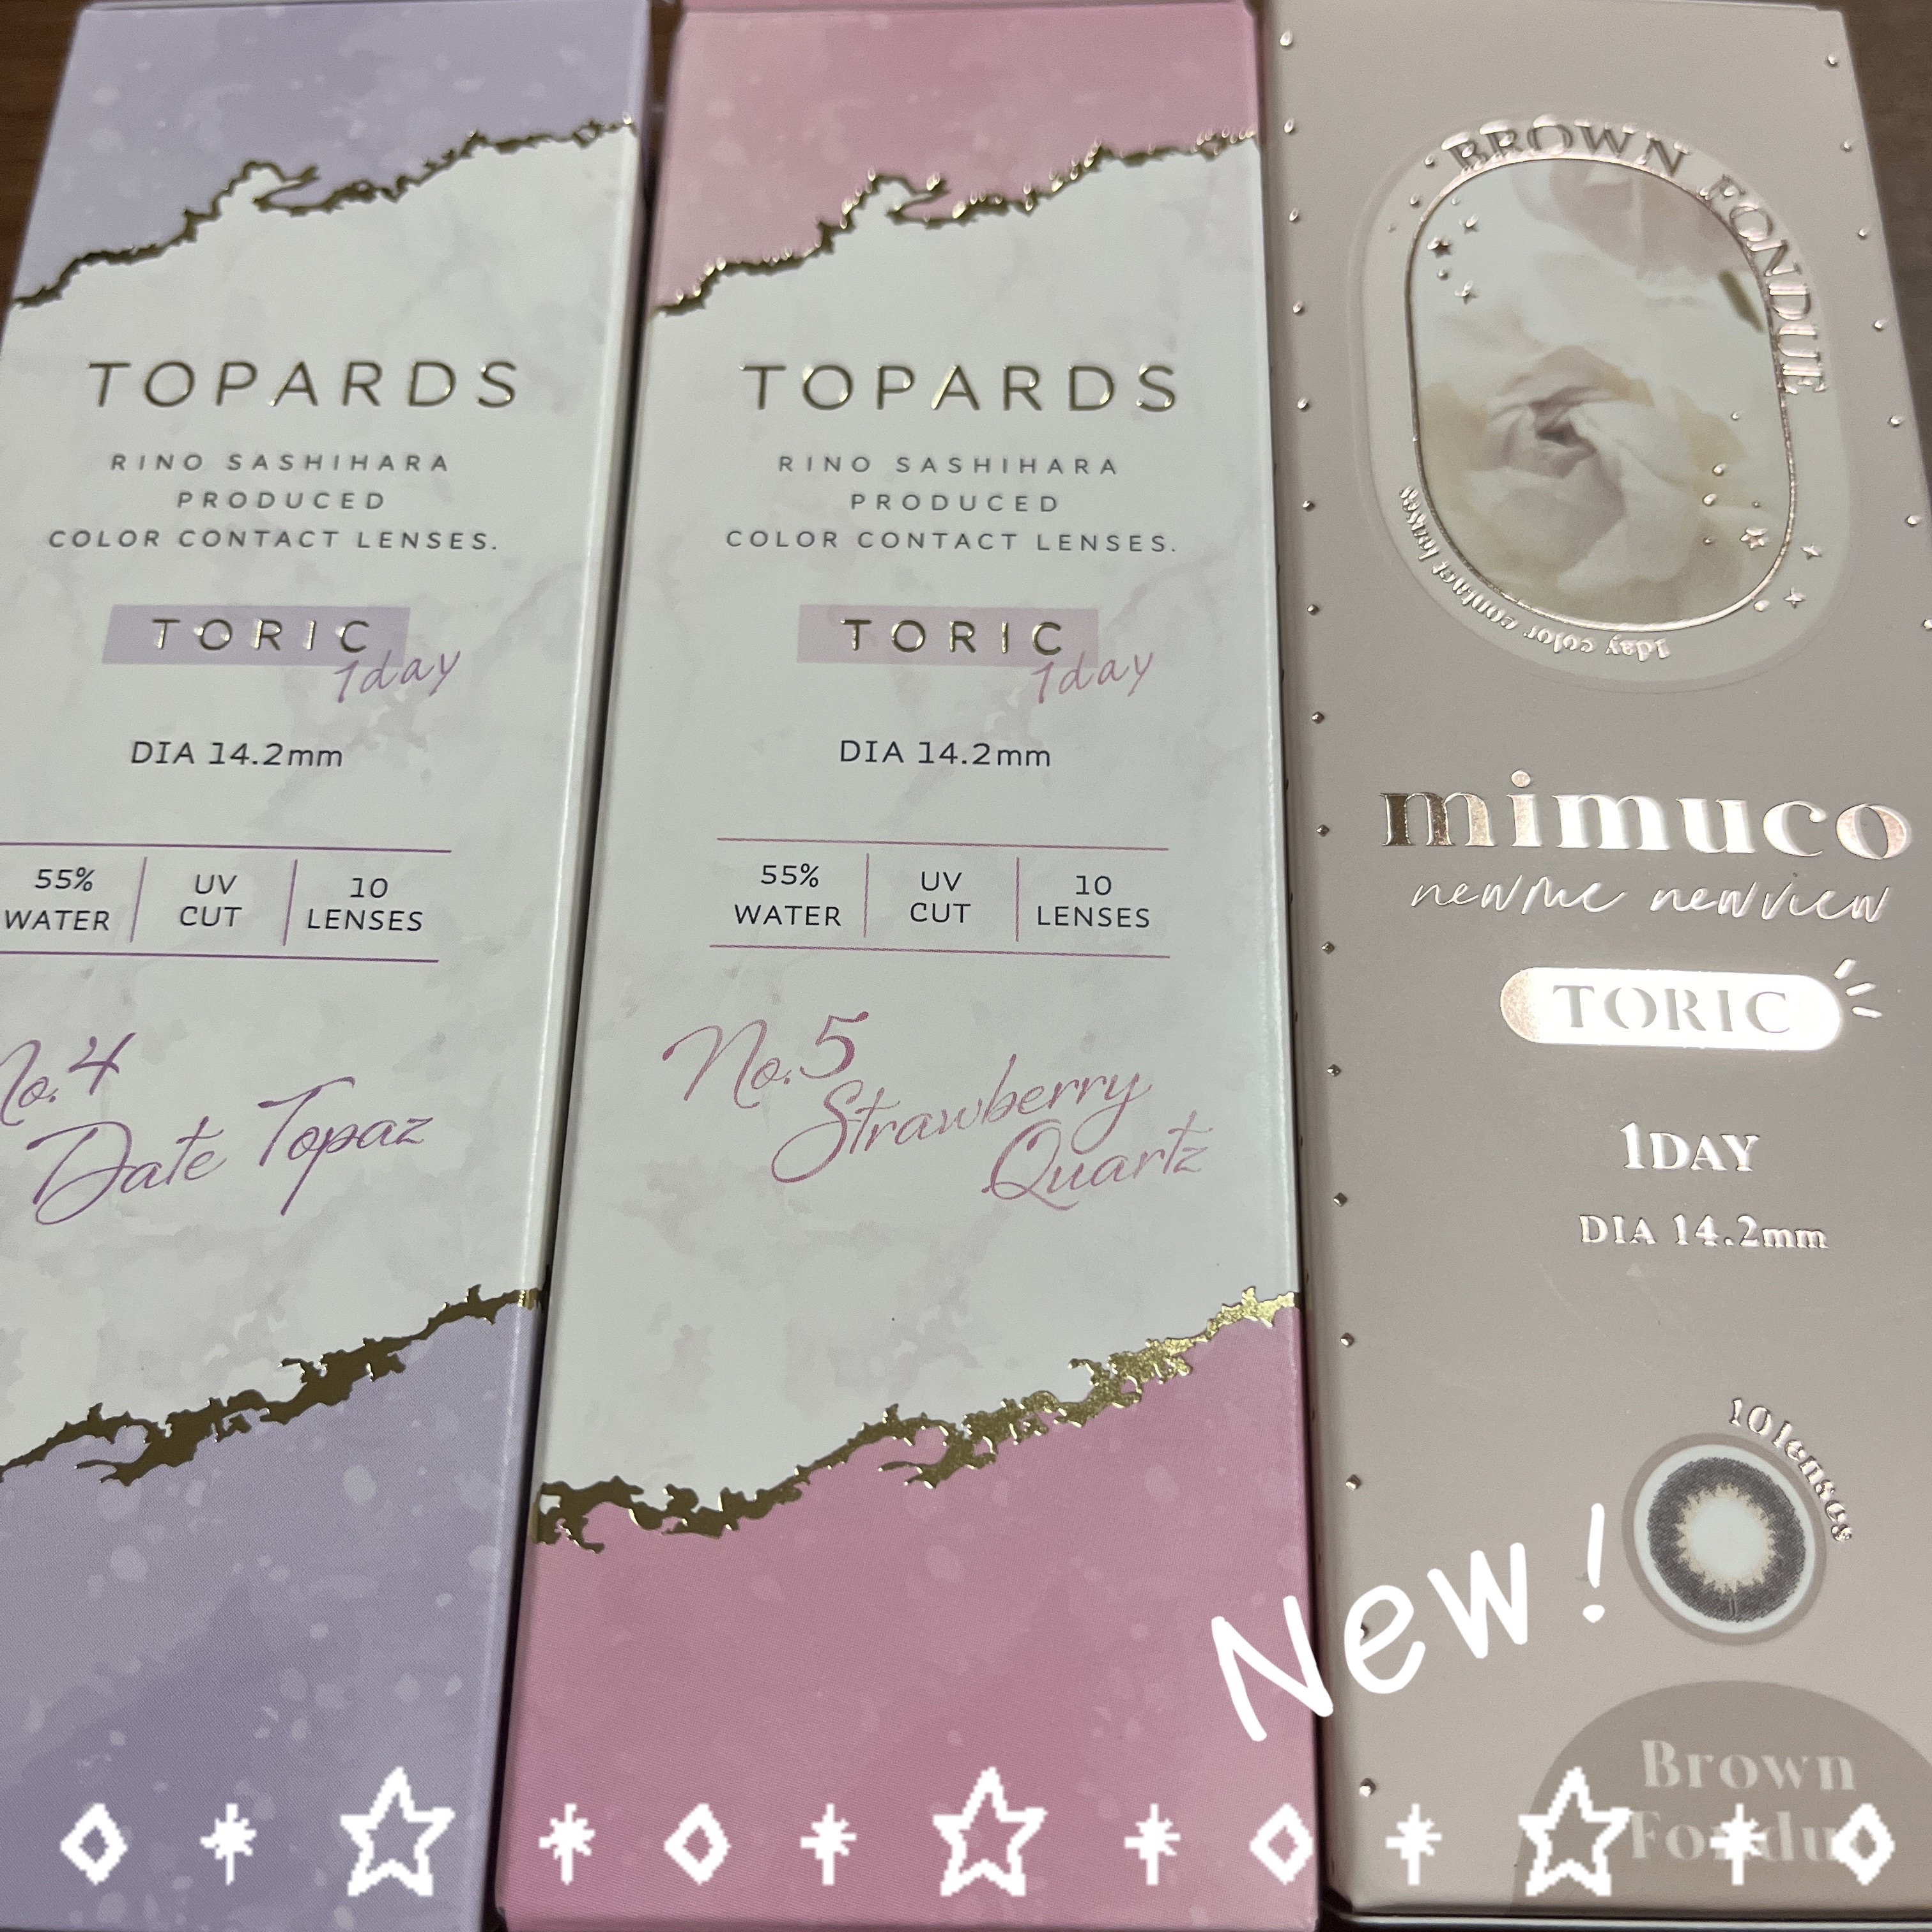 TOPARDS
RINO SASHIHARA
PRODUCED
COLOR CONTACT LENSES.
TORIC
1day
DIA 14.2mm
55%
WATER
UV
CUT
10
LENSES
No.4
Date Topaz
TOPARDS
RINO SASHIHARA
PRODUCED
COLOR CONTACT LENSES.
TORIC
1day
DIA 14.2mm
55%
WATER
UV
CUT
10
LENSES
No.5
Strawberry
Quartz
BROWN FONDUE
1day color contact lenses
mimuco
newMe newview
TORIC
1DAY
DIA 14.2mm
10 lenses
New!
Brown
Fondu